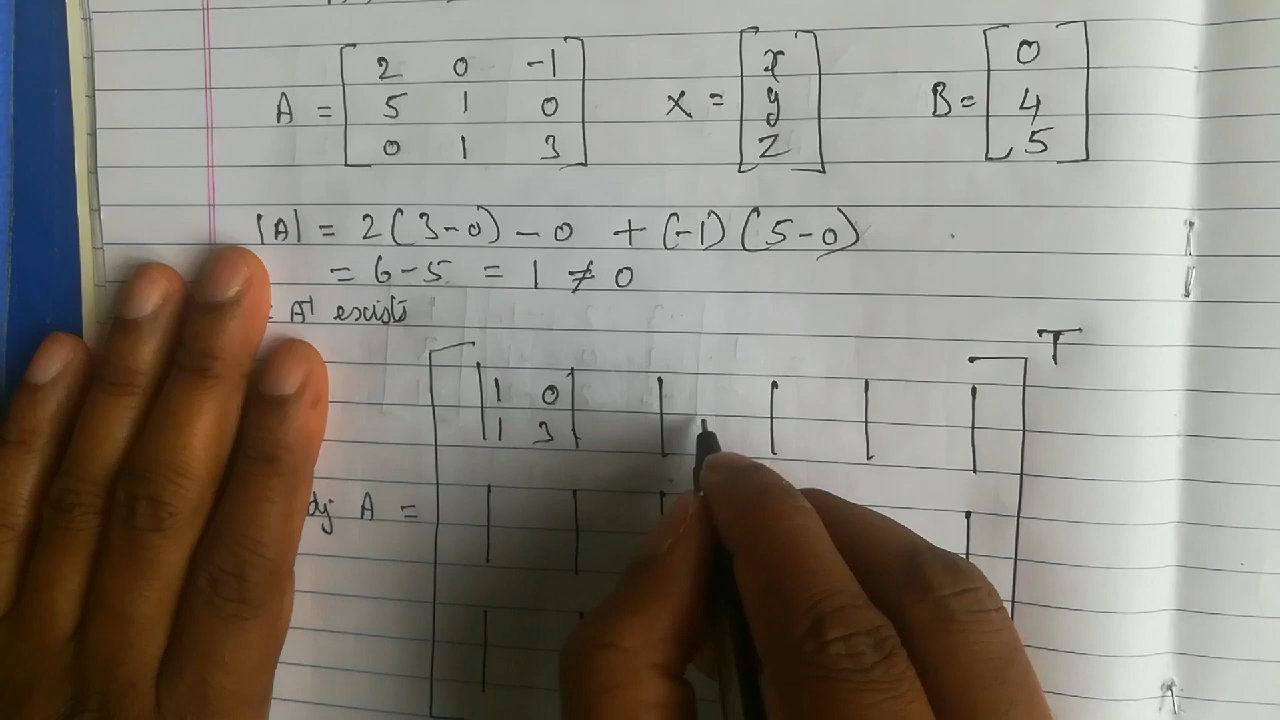 A = [2 0 -1; 5 1 0; 0 1 3] X = [x; y; z] B = [0; 4; 5]
|A| = 2(3-0) - 0 + (-1)(5-0)
= 6-5 = 1 ≠ 0
: A⁻¹ exists
dj A = [|1 0; 1 3| | | | |]ᵀ